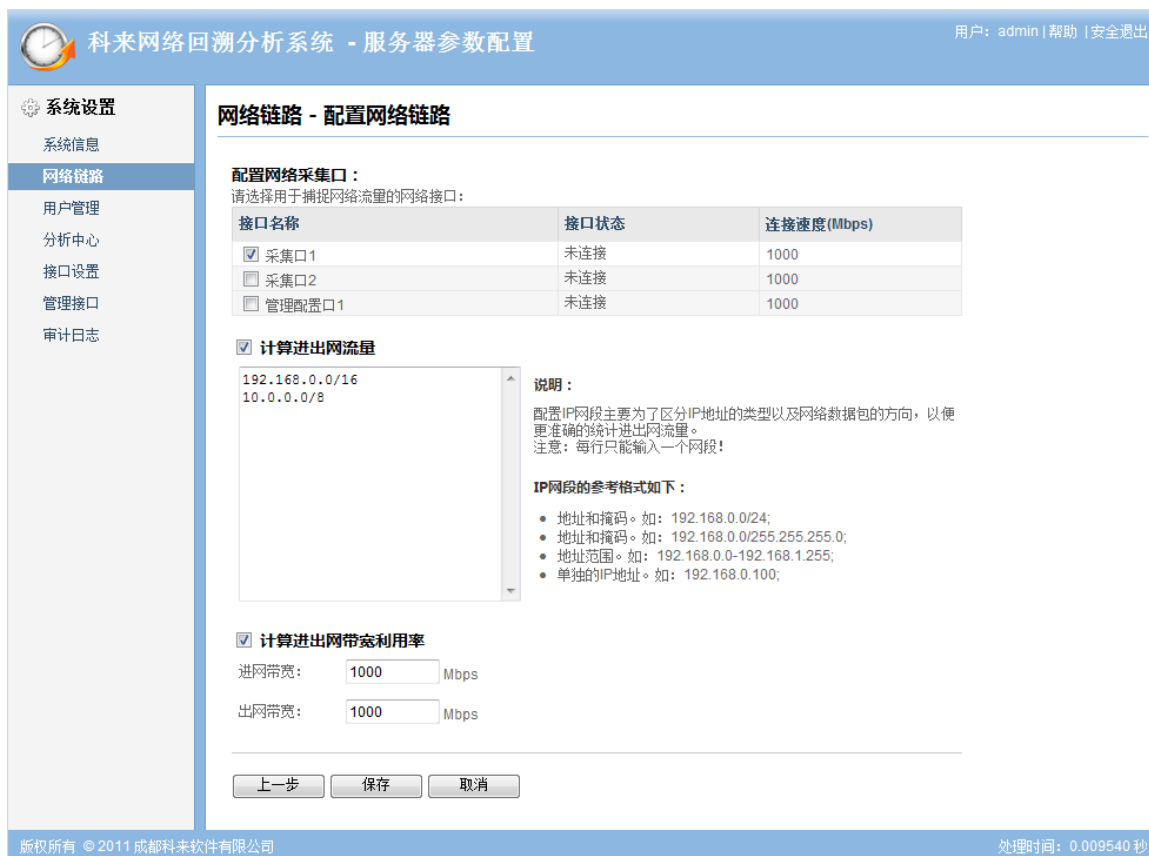 科来网络回溯分析系统 - 服务器参数配置
用户：admin | 帮助 | 安全退出
系统设置
系统信息
网络链路
用户管理
分析中心
接口设置
管理接口
审计日志
网络链路 - 配置网络链路
配置网络采集口：
请选择用于捕捉网络流量的网络接口：
接口名称 接口状态 连接速度(Mbps)
采集口1 未连接 1000
采集口2 未连接 1000
管理配置口1 未连接 1000
计算进出网流量
192.168.0.0/16
10.0.0.0/8
说明：
配置IP网段主要为了区分IP地址的类型以及网络数据包的方向，以便
更准确的统计进出网流量。
注意：每行只能输入一个网段！
IP网段的参考格式如下：
地址和掩码。如：192.168.0.0/24;
地址和掩码。如：192.168.0.0/255.255.255.0;
地址范围。如：192.168.0.0-192.168.1.255;
单独的IP地址。如：192.168.0.100;
计算进出网带宽利用率
进网带宽： 1000 Mbps
出网带宽： 1000 Mbps
上一步 保存 取消
版权所有 ©2011 成都科来软件有限公司
处理时间：0.009540 秒